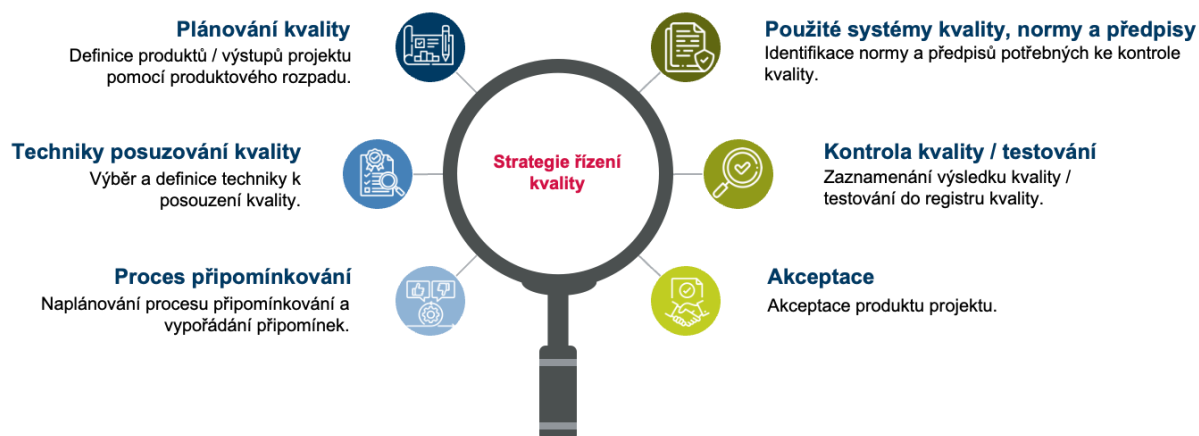 Plánování kvality
Definice produktů / výstupů projektu
pomocí produktového rozpadu.
Techniky posuzování kvality
Výběr a definice techniky k
posouzení kvality.
Proces připomínkování
Naplánování procesu připomínkování a
vypořádání připomínek.
Strategie řízení
kvality
Použité systémy kvality, normy a předpisy
Identifikace normy a předpisů potřebných ke kontrole
kvality.
Kontrola kvality / testování
Zaznamenání výsledku kvality /
testování do registru kvality.
Akceptace
Akceptace produktu projektu.